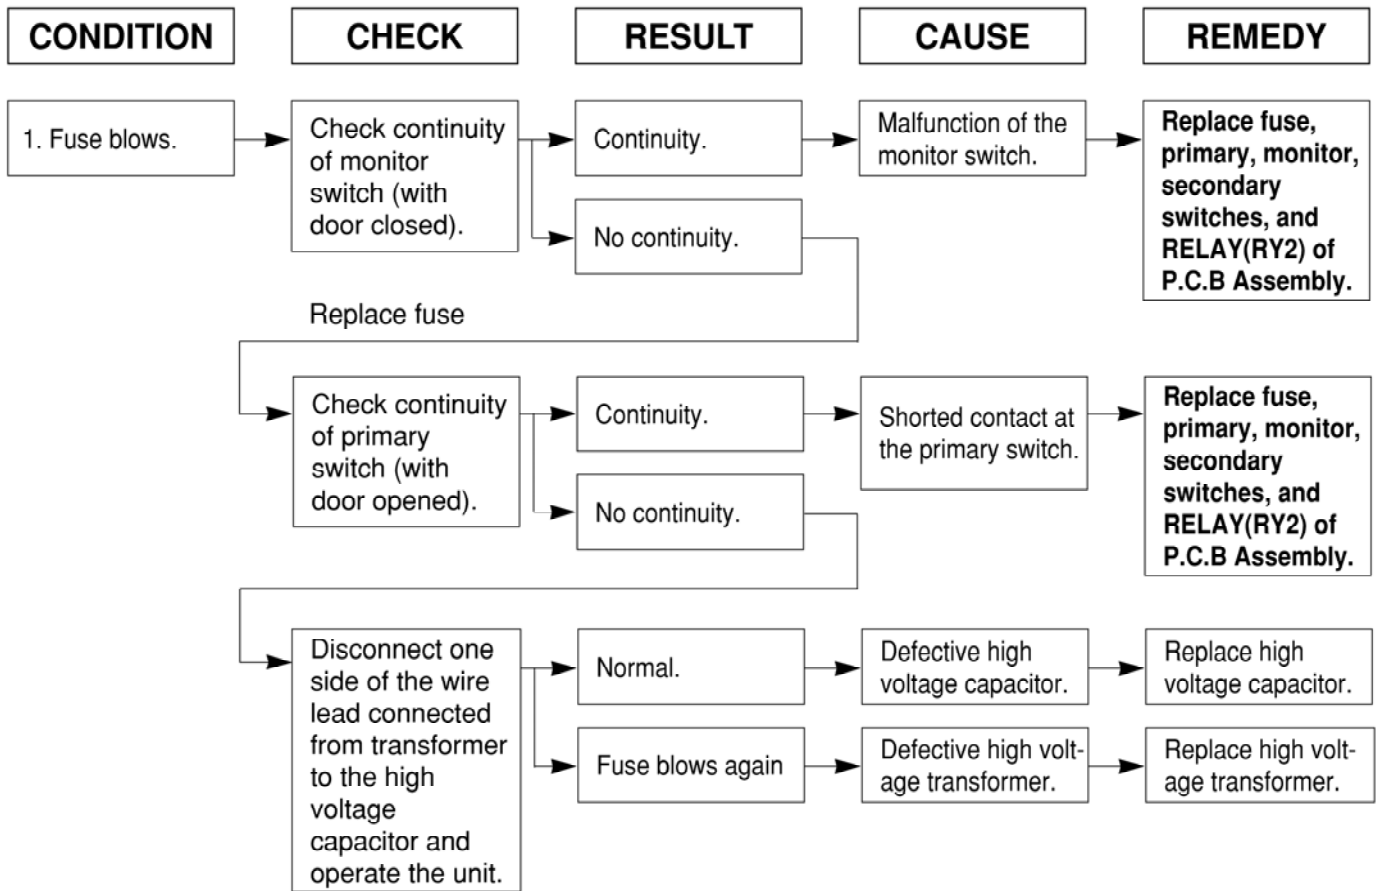 CONDITION
CHECK
RESULT
CAUSE
REMEDY
1. Fuse blows.
Check continuity
of monitor
switch (with
door closed).
Continuity.
Malfunction of the
monitor switch.
Replace fuse,
primary, monitor,
secondary
switches, and
RELAY(RY2) of
P.C.B Assembly.
No continuity.
Replace fuse
Check continuity
of primary
switch (with
door opened).
Continuity.
Shorted contact at
the primary switch.
Replace fuse,
primary, monitor,
secondary
switches, and
RELAY(RY2) of
P.C.B Assembly.
No continuity.
Disconnect one
side of the wire
lead connected
from transformer
to the high
voltage
capacitor and
operate the unit.
Normal.
Defective high
voltage capacitor.
Replace high
voltage capacitor.
Fuse blows again
Defective high volt-
age transformer.
Replace high volt-
age transformer.